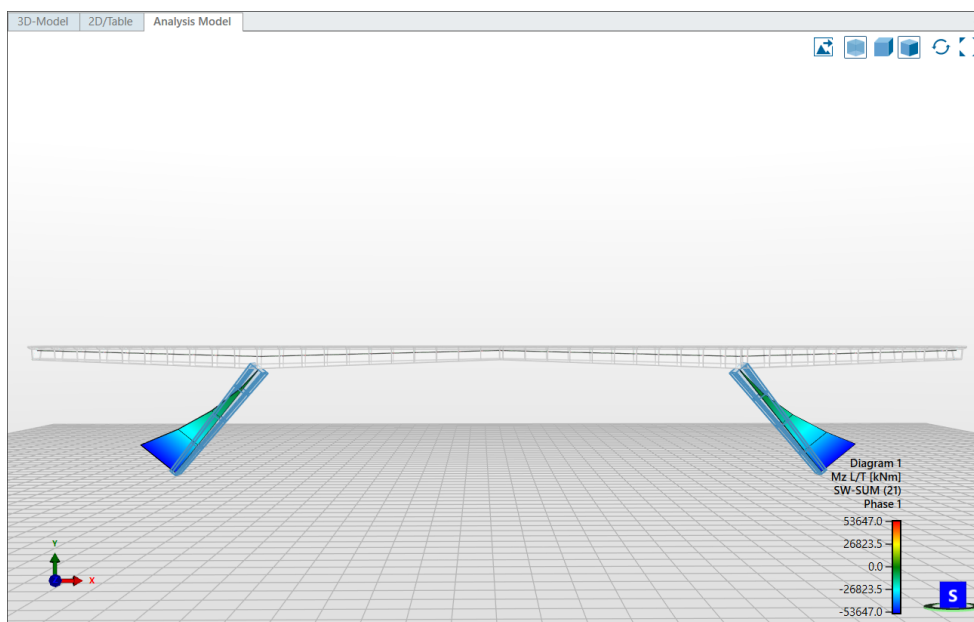 3D-Model 2D/Table Analysis Model
Diagram 1
Mz L/T [kNm]
SW-SUM (21)
Phase 1
53647.0
26823.5
0.0
-26823.5
-53647.0
Y
X
S